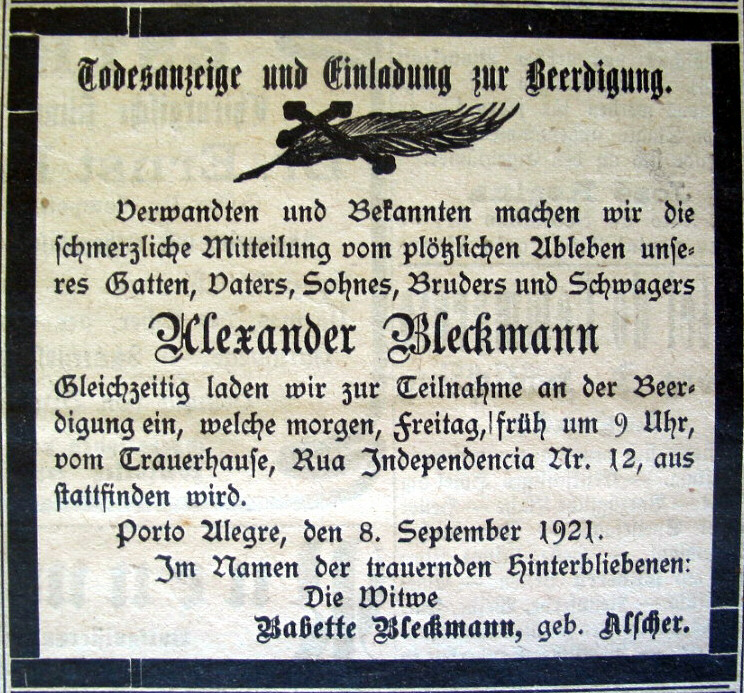 Todesanzeige und Einladung zur Beerdigung.
Verwandten und Bekannten machen wir die
schmerzliche Mitteilung vom plötzlichen Ableben unse-
res Gatten, Vaters, Sohnes, Bruders und Schwagers
Alexander Bleckmann
Gleichzeitig laden wir zur Teilnahme an der Beer-
digung ein, welche morgen, Freitag, früh um 9 Uhr,
vom Trauerhause, Rua Independencia Nr. 12, aus
stattfinden wird.
Porto Alegre, den 8. September 1921.
Im Namen der trauernden Hinterbliebenen:
Die Witwe
Babette Bleckmann, geb. Alscher.